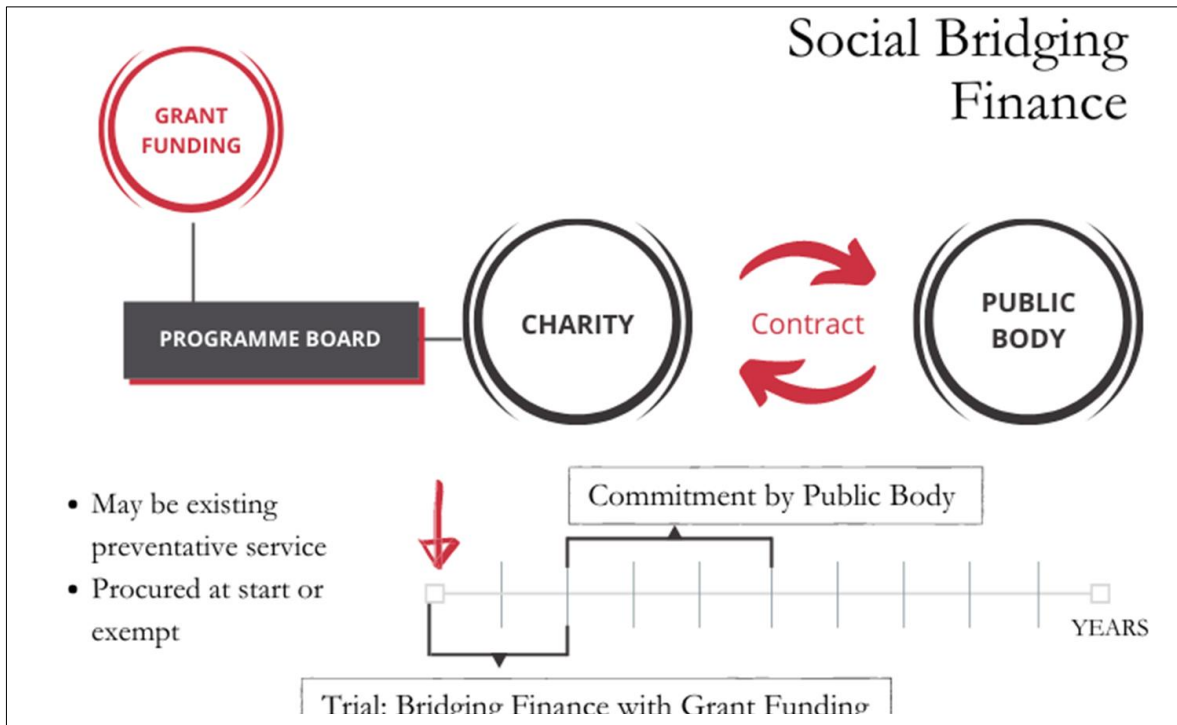 Social Bridging
Finance
GRANT
FUNDING
PROGRAMME BOARD
CHARITY
Contract
PUBLIC
BODY
• May be existing
preventative service
• Procured at start or
exempt
Commitment by Public Body
YEARS
Trial: Bridging Finance with Grant Funding